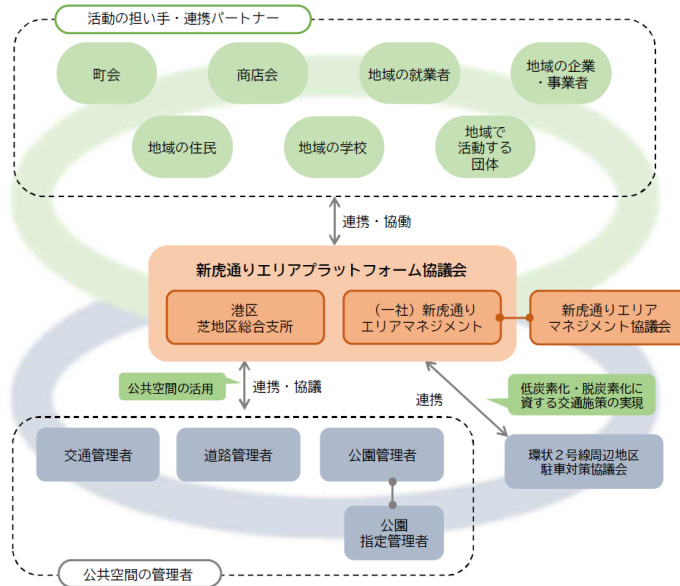 活動の担い手・連携パートナー
町会
商店会
地域の就業者
地域の企業
・事業者
地域の住民
地域の学校
地域で
活動する
団体
連携・協働
新虎通りエリアプラットフォーム協議会
港区
芝地区総合支所
(一社)新虎通り
エリアマネジメント
新虎通りエリア
マネジメント協議会
公共空間の活用
連携・協議
連携
低炭素化・脱炭素化に
資する交通施策の実現
交通管理者
道路管理者
公園管理者
環状2号線周辺地区
駐車対策協議会
公園
指定管理者
公共空間の管理者